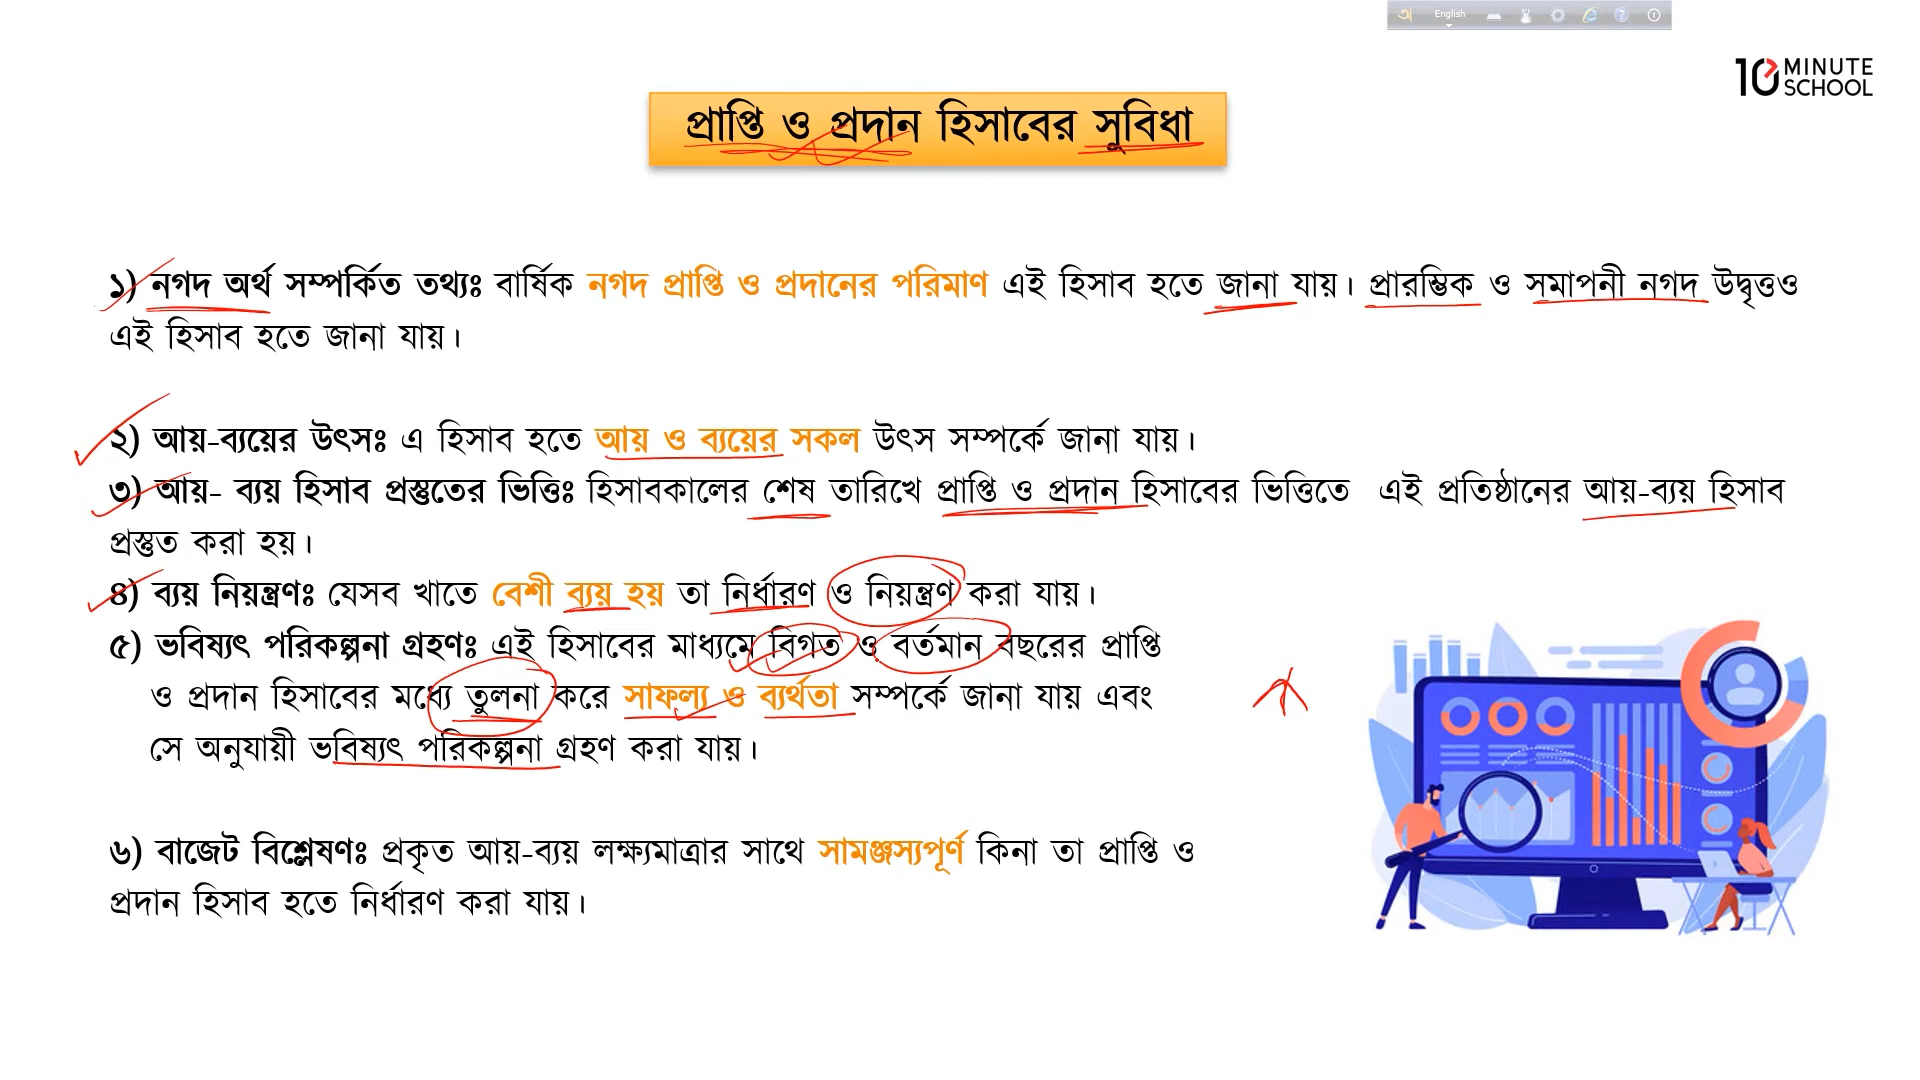 English
10 MINUTE SCHOOL
প্রাপ্তি ও প্রদান হিসাবের সুবিধা
১) নগদ অর্থ সম্পর্কিত তথ্যঃ বার্ষিক নগদ প্রাপ্তি ও প্রদানের পরিমাণ এই হিসাব হতে জানা যায়। প্রারম্ভিক ও সমাপনী নগদ উদ্বৃত্তও
এই হিসাব হতে জানা যায়।
২) আয়-ব্যয়ের উৎসঃ এ হিসাব হতে আয় ও ব্যয়ের সকল উৎস সম্পর্কে জানা যায়।
৩) আয়- ব্যয় হিসাব প্রস্তুতের ভিত্তিঃ হিসাবকালের শেষ তারিখে প্রাপ্তি ও প্রদান হিসাবের ভিত্তিতে এই প্রতিষ্ঠানের আয়-ব্যয় হিসাব
প্রস্তুত করা হয়।
৪) ব্যয় নিয়ন্ত্রণঃ যেসব খাতে বেশী ব্যয় হয় তা নির্ধারণ ও নিয়ন্ত্রণ করা যায়।
৫) ভবিষ্যৎ পরিকল্পনা গ্রহণঃ এই হিসাবের মাধ্যমে বিগত ও বর্তমান বছরের প্রাপ্তি
ও প্রদান হিসাবের মধ্যে তুলনা করে সাফল্য ও ব্যর্থতা সম্পর্কে জানা যায় এবং
সে অনুযায়ী ভবিষ্যৎ পরিকল্পনা গ্রহণ করা যায়।
৬) বাজেট বিশ্লেষণঃ প্রকৃত আয়-ব্যয় লক্ষ্যমাত্রার সাথে সামঞ্জস্যপূর্ণ কিনা তা প্রাপ্তি ও
প্রদান হিসাব হতে নির্ধারণ করা যায়।